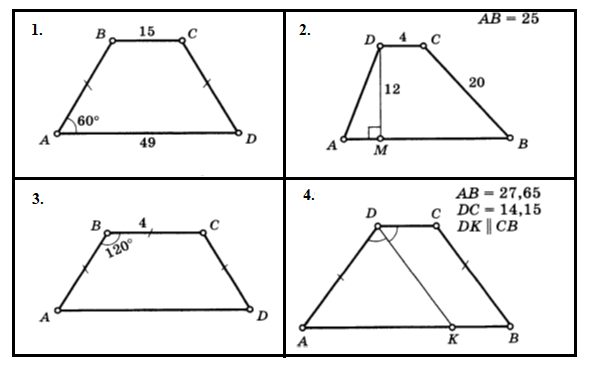 1.
B
15
C
60°
A
49
D
2.
AB = 25
D
4
C
12
20
A
M
B
3.
B
4
C
120°
A
D
4.
AB = 27,65
DC = 14,15
DK ∥ CB
D
C
A
K
B